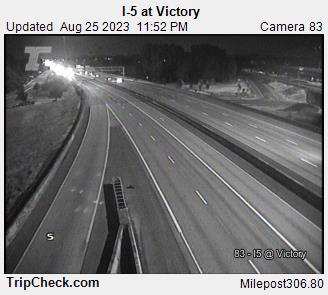 I-5 at Victory
Updated Aug 25 2023 11:52 PM Camera 83
S
83 - I5 @ Victory
TripCheck.com Milepost306.80